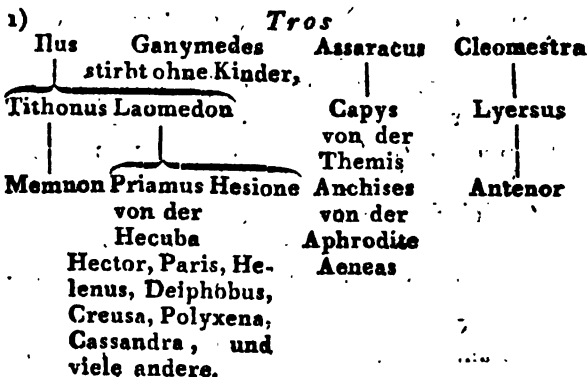 1) Tros
Ilus Ganymedes Assaracus Cleomestra
stirbt ohne Kinder,
Tithonus Laomedon Capys Lyersus
von der
Themis
Memnon Priamus Hesione Anchises Antenor
von der von der
Hecuba Aphrodite
Hector, Paris, He- Aeneas
lenus, Deiphobus,
Creusa, Polyxena,
Cassandra, und
viele andere.